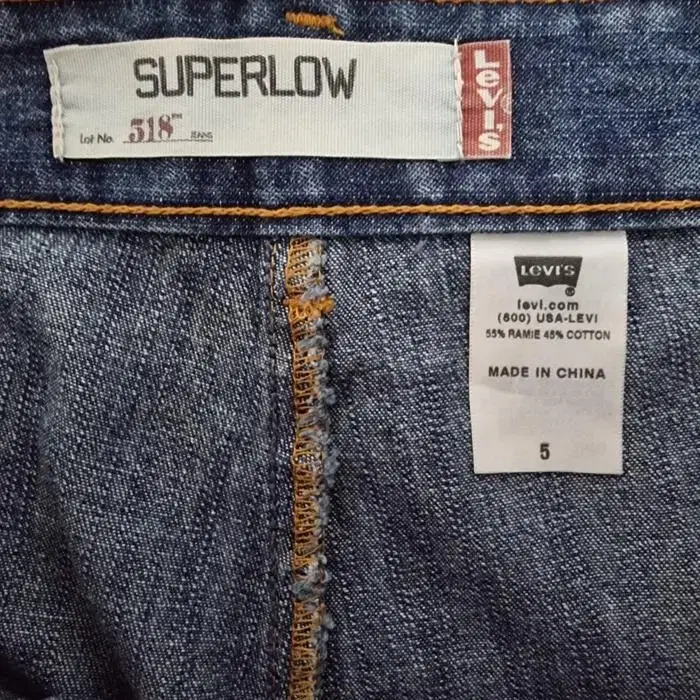 SUPERLOW
Lot No. 518™ JEANS
Levi's®
LEVI'S®
levi.com
(800) USA-LEVI
55% RAMIE 45% COTTON
MADE IN CHINA
5